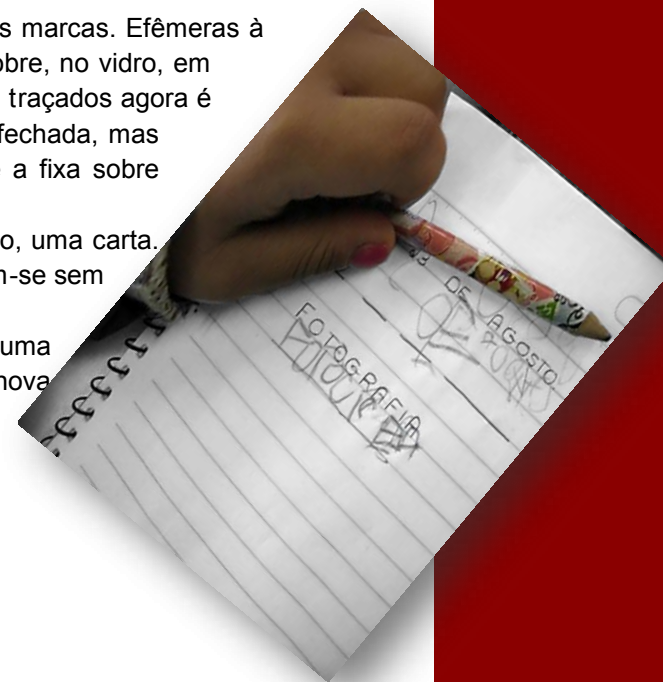 s marcas. Efêmeras à
obre, no vidro, em
traçados agora é
fechada, mas
a fixa sobre
o, uma carta.
m-se sem
uma
nova
DE AGOSTO.
FOTOGRAFIA